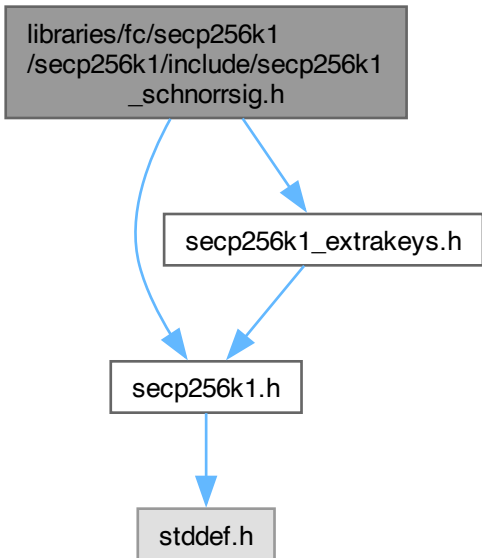 libraries/fc/secp256k1
/secp256k1/include/secp256k1
_schnorrsig.h
secp256k1_extrakeys.h
secp256k1.h
stddef.h